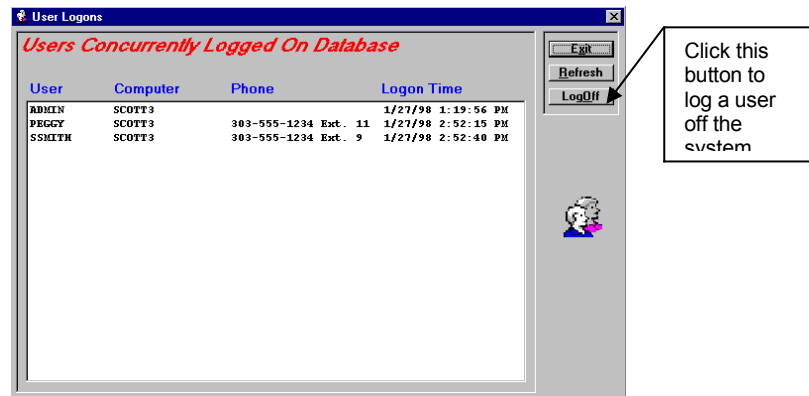 User Logons
Users Concurrently Logged On Database
User Computer Phone Logon Time
ADMIN SCOTT3 1/27/98 1:19:56 PM
PEGGY SCOTT3 303-555-1234 Ext. 11 1/27/98 2:52:15 PM
SSMITH SCOTT3 303-555-1234 Ext. 9 1/27/98 2:52:40 PM
Exit
Refresh
LogOff
Click this
button to
log a user
off the
system